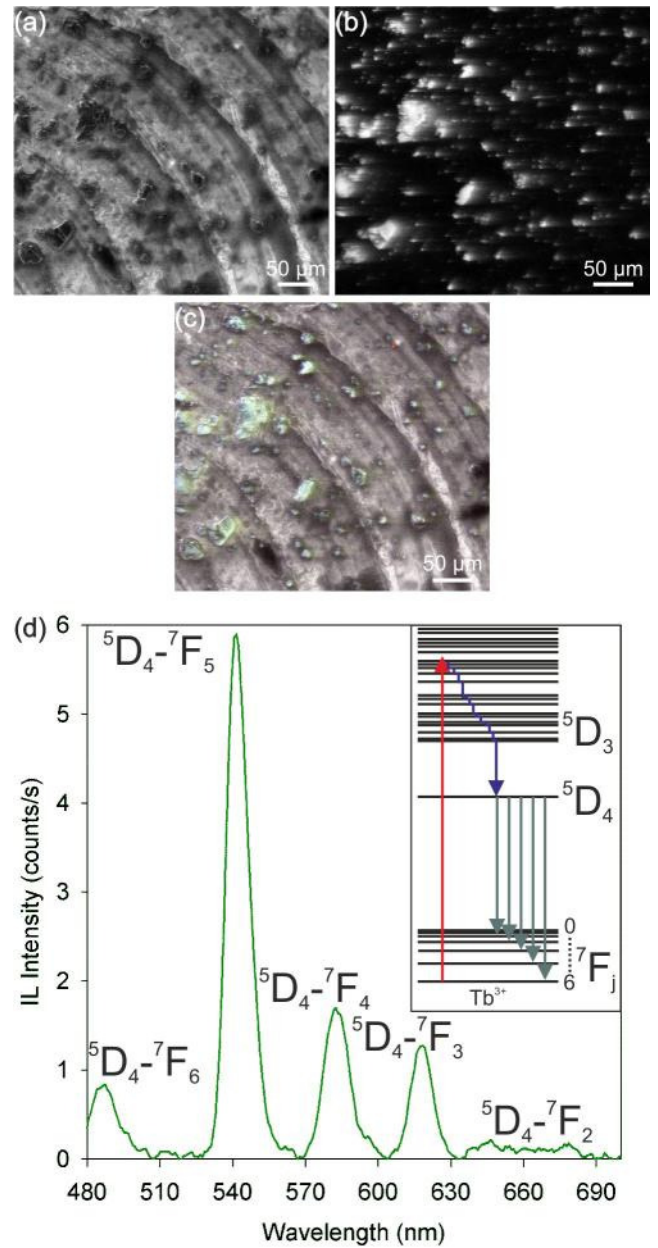 (a)
50 µm
(b)
50 µm
(c)
50 µm
(d)
6
5
4
3
2
1
0
IL Intensity (counts/s)
⁵D₄-⁷F₅
⁵D₄-⁷F₄
⁵D₄-⁷F₃
⁵D₄-⁷F₆
⁵D₄-⁷F₂
⁵D₃
⁵D₄
0
⁷Fⱼ
6
Tb³⁺
480 510 540 570 600 630 660 690
Wavelength (nm)